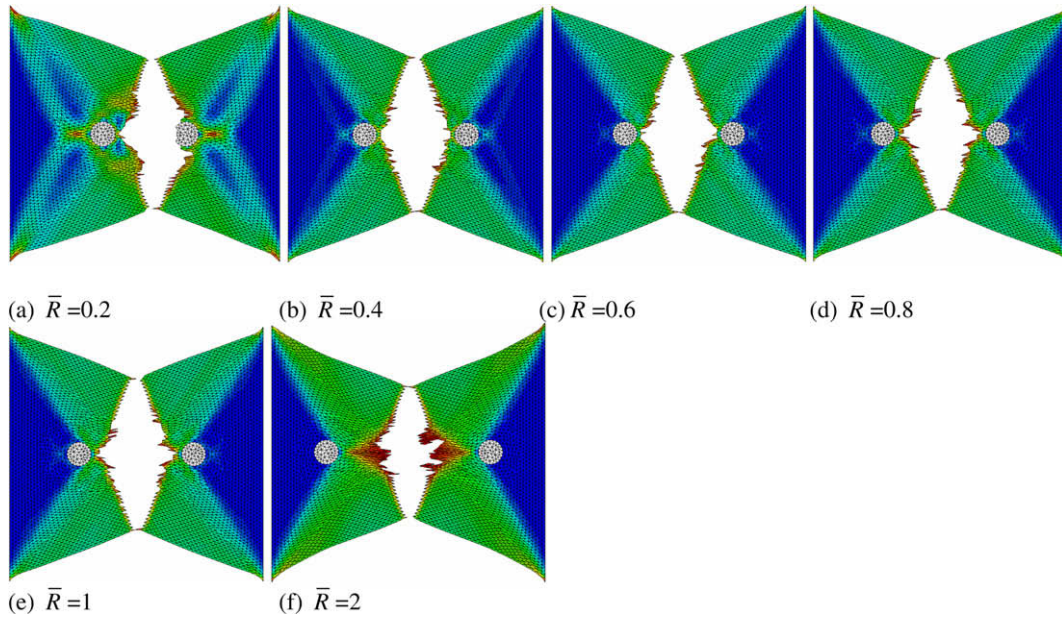 (a) R̅ =0.2 (b) R̅ =0.4 (c) R̅ =0.6 (d) R̅ =0.8
(e) R̅ =1 (f) R̅ =2